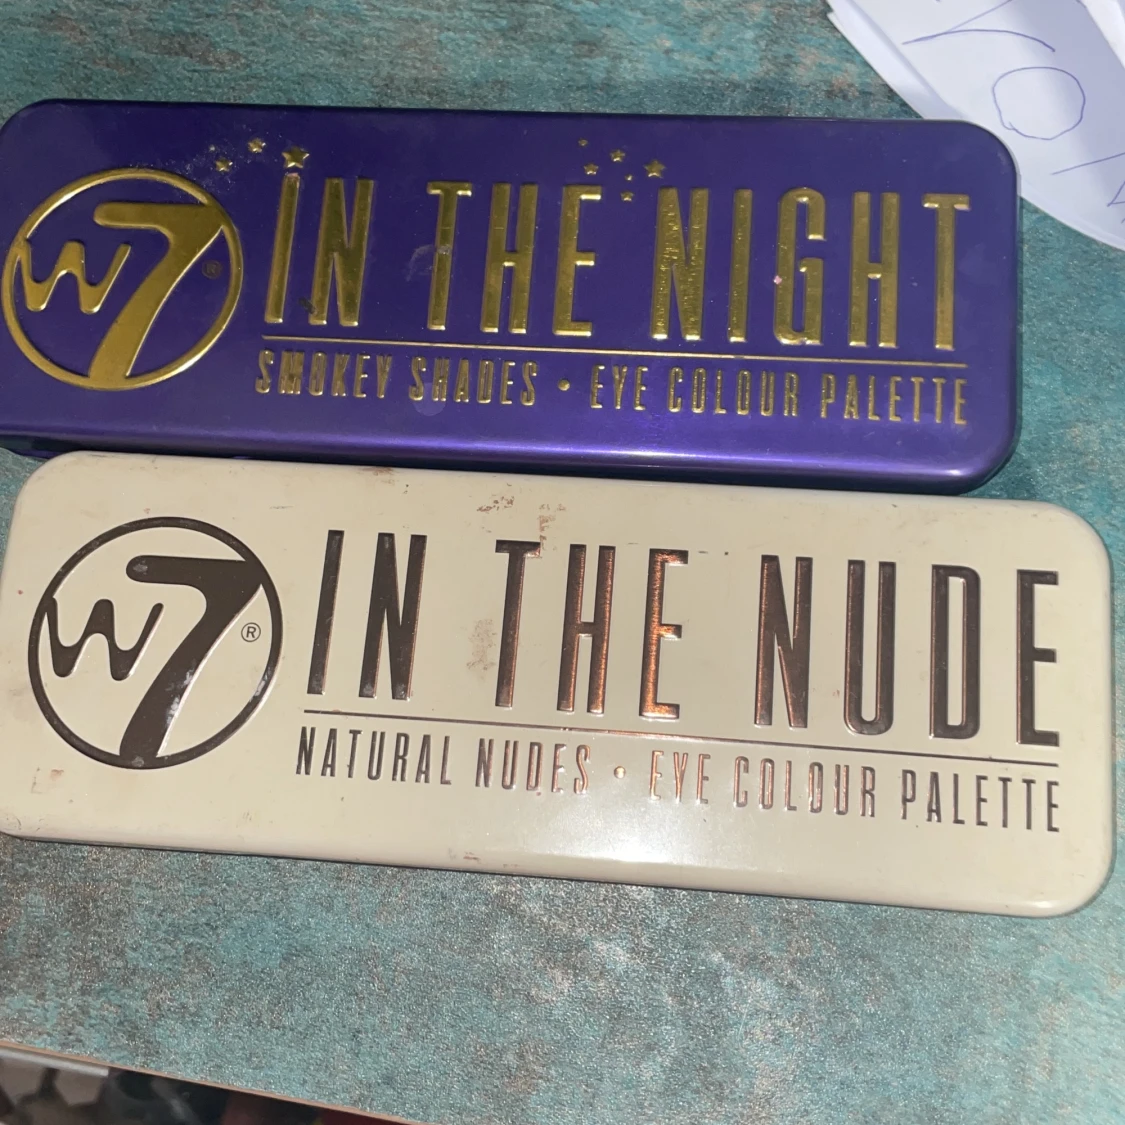 W7®
IN THE NIGHT
SMOKEY SHADES • EYE COLOUR PALETTE
W7®
IN THE NUDE
NATURAL NUDES • EYE COLOUR PALETTE